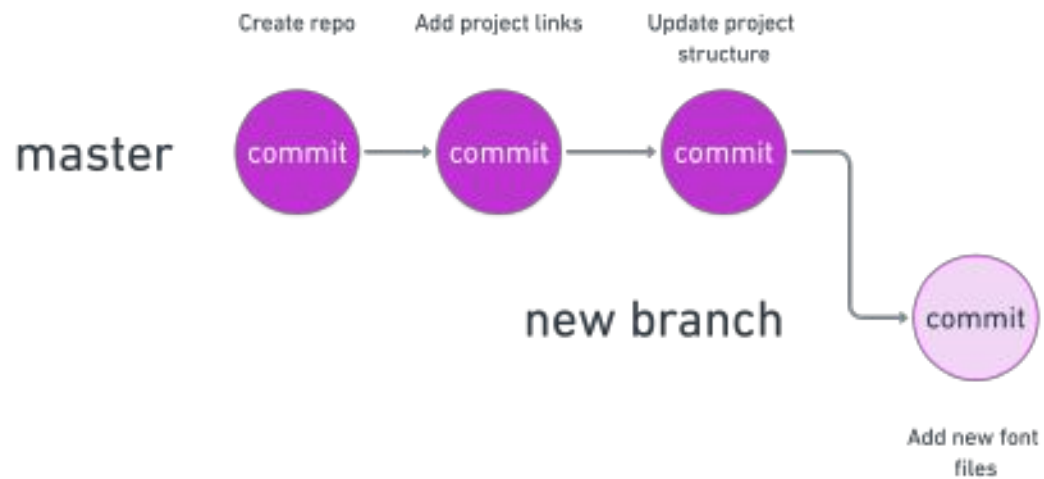 Create repo
Add project links
Update project
structure
master
commit
commit
commit
new branch
commit
Add new font
files